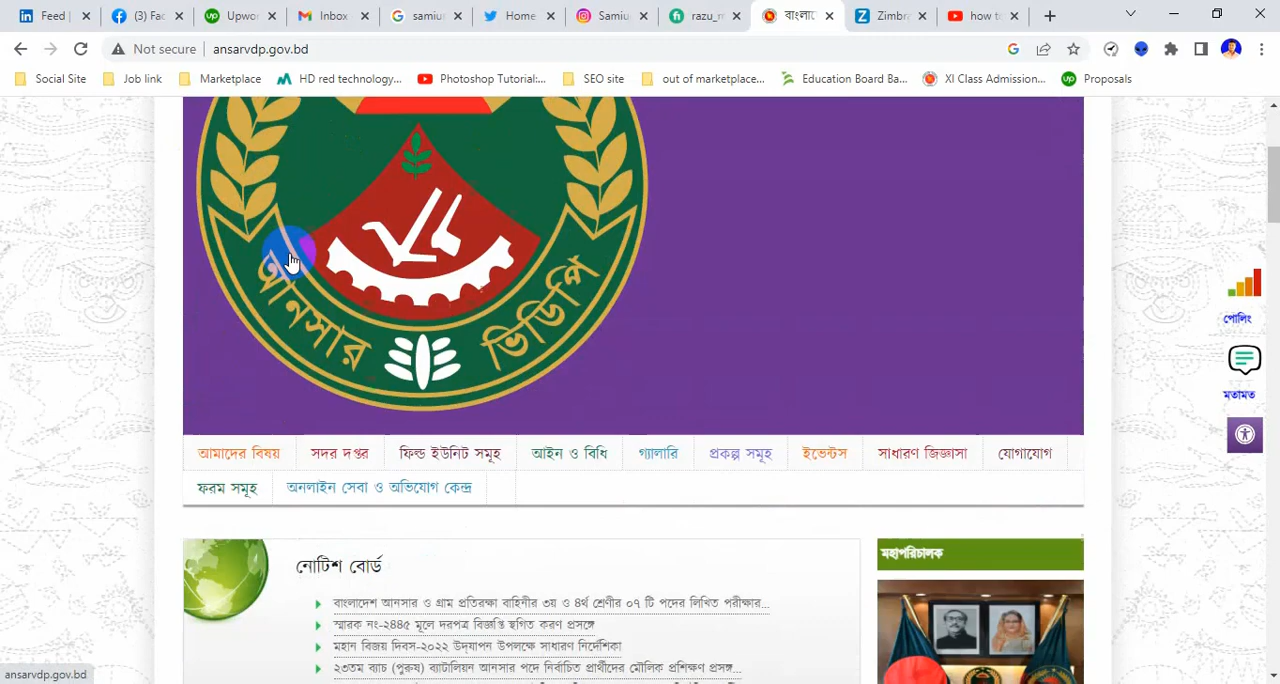 Feed
(3) Fac
Upwor
Inbox
samiu
Home
Samiu
razu_m
বাংলাদে
Zimbra
how to
Not secure
ansarvdp.gov.bd
Social Site
Job link
Marketplace
HD red technology...
Photoshop Tutorial:...
SEO site
out of marketplace...
Education Board Ba...
XI Class Admission...
Proposals
আনসার ভিডিপি
পোলিং
মতামত
আমাদের বিষয়
সদর দপ্তর
ফিল্ড ইউনিট সমূহ
আইন ও বিধি
গ্যালারি
প্রকল্প সমূহ
ইভেন্টস
সাধারণ জিজ্ঞাসা
যোগাযোগ
ফরম সমূহ
অনলাইন সেবা ও অভিযোগ কেন্দ্র
নোটিশ বোর্ড
বাংলাদেশ আনসার ও গ্রাম প্রতিরক্ষা বাহিনীর ৩য় ও ৪র্থ শ্রেণীর ০৭ টি পদের লিখিত পরীক্ষার...
স্মারক নং-২৪৪৫ মূলে দরপত্র বিজ্ঞপ্তি স্থগিত করণ প্রসঙ্গে
মহান বিজয় দিবস-২০২২ উদ্‌যাপন উপলক্ষে সাধারণ নির্দেশিকা
২৩তম ব্যাচ (পুরুষ) ব্যাটালিয়ন আনসার পদে নির্বাচিত প্রার্থীদের মৌলিক প্রশিক্ষণ প্রসঙ্গ...
মহাপরিচালক
ansarvdp.gov.bd